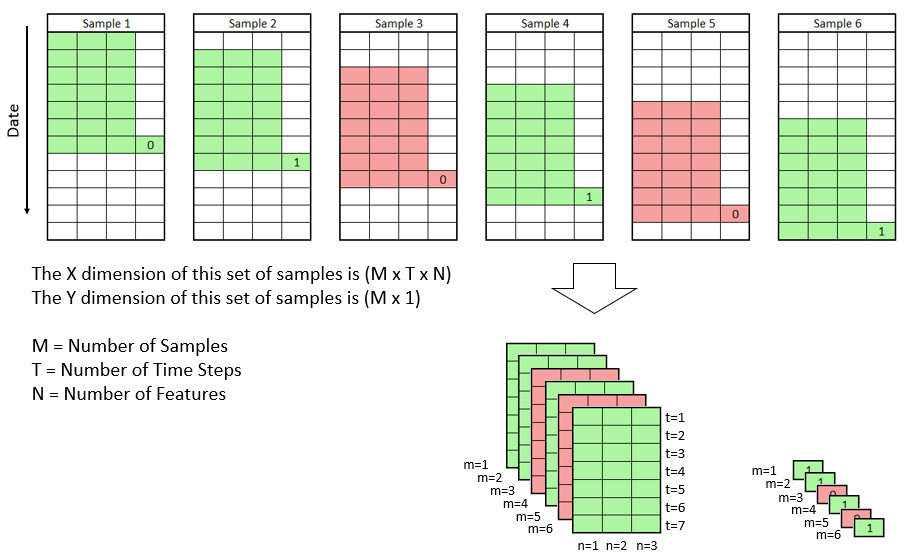 Sample 1
Sample 2
Sample 3
Sample 4
Sample 5
Sample 6
Date
0
1
0
1
0
1
The X dimension of this set of samples is (M x T x N)
The Y dimension of this set of samples is (M x 1)
M = Number of Samples
T = Number of Time Steps
N = Number of Features
t=1
t=2
t=3
t=4
t=5
t=6
t=7
m=1
m=2
m=3
m=4
m=5
m=6
n=1 n=2 n=3
m=1
m=2
m=3
m=4
m=5
m=6
1
1
1